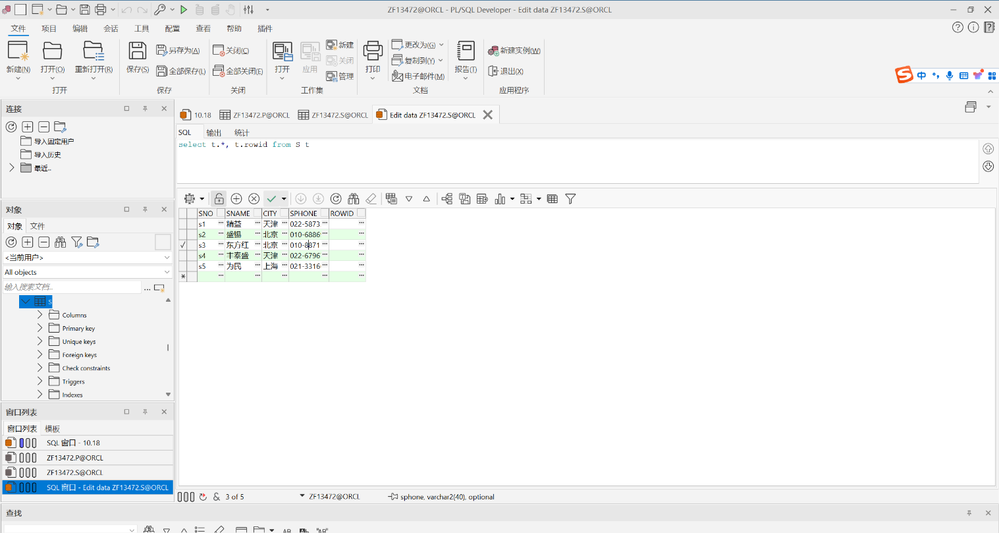 ZF13472@ORCL - PL/SQL Developer - Edit data ZF13472.S@ORCL
文件 项目 编辑 会话 工具 配置 查看 帮助 插件
新建(N) 打开(O) 重新打开(R) 保存(S) 另存为(A) 全部保存(L) 关闭(C) 全部关闭(E) 打开 应用 新建 关闭 管理 打印 更改为(G) 复制到(Y) 电子邮件(M) 报告(T) 新建实例(W) 退出(X)
打开 保存 关闭 工作集 文档 应用程序
中
连接
导入固定用户
导入历史
最近..
对象
对象 文件
<当前用户>
All objects
输入搜索文档...
S
Columns
Primary key
Unique keys
Foreign keys
Check constraints
Triggers
Indexes
窗口列表
窗口列表 模板
SQL 窗口 - 10.18
ZF13472.P@ORCL
ZF13472.S@ORCL
SQL 窗口 - Edit data ZF13472.S@ORCL
10.18 ZF13472.P@ORCL ZF13472.S@ORCL Edit data ZF13472.S@ORCL
SQL 输出 统计
select t.*, t.rowid from S t
SNO SNAME CITY SPHONE ROWID
s1 精益 天津 022-5873
s2 盛锡 北京 010-6886
s3 东方红 北京 010-8871
s4 丰泰盛 天津 022-6796
s5 为民 上海 021-3316
3 of 5 ZF13472@ORCL sphone, varchar2(40), optional
查找